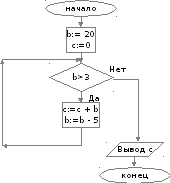 начало
b:= 20
c:=0
b>3
Нет
Да
c:=c + b
b:=b - 5
Вывод с
конец